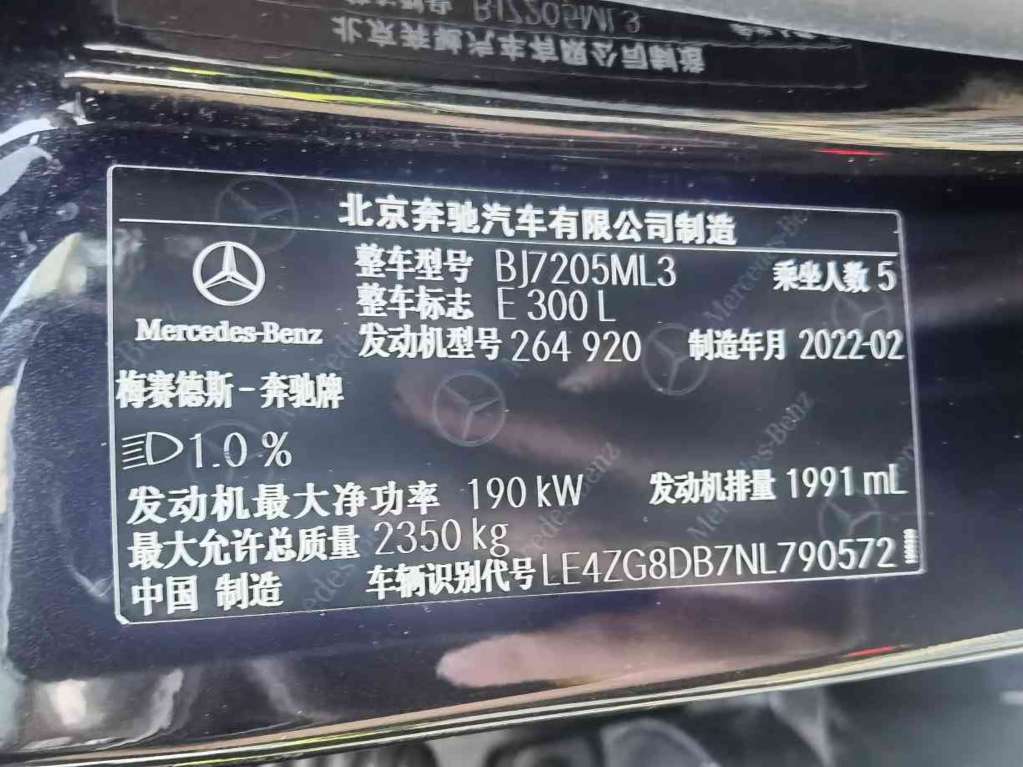 北京奔驰汽车有限公司制造
整车型号 BJ7205ML3 乘坐人数 5
整车标志 E 300 L
发动机型号 264 920 制造年月 2022-02
Mercedes-Benz
梅赛德斯-奔驰牌
1.0 %
发动机最大净功率 190 kW 发动机排量 1991 mL
最大允许总质量 2350 kg
中国 制造 车辆识别代号 LE4ZG8DB7NL790572